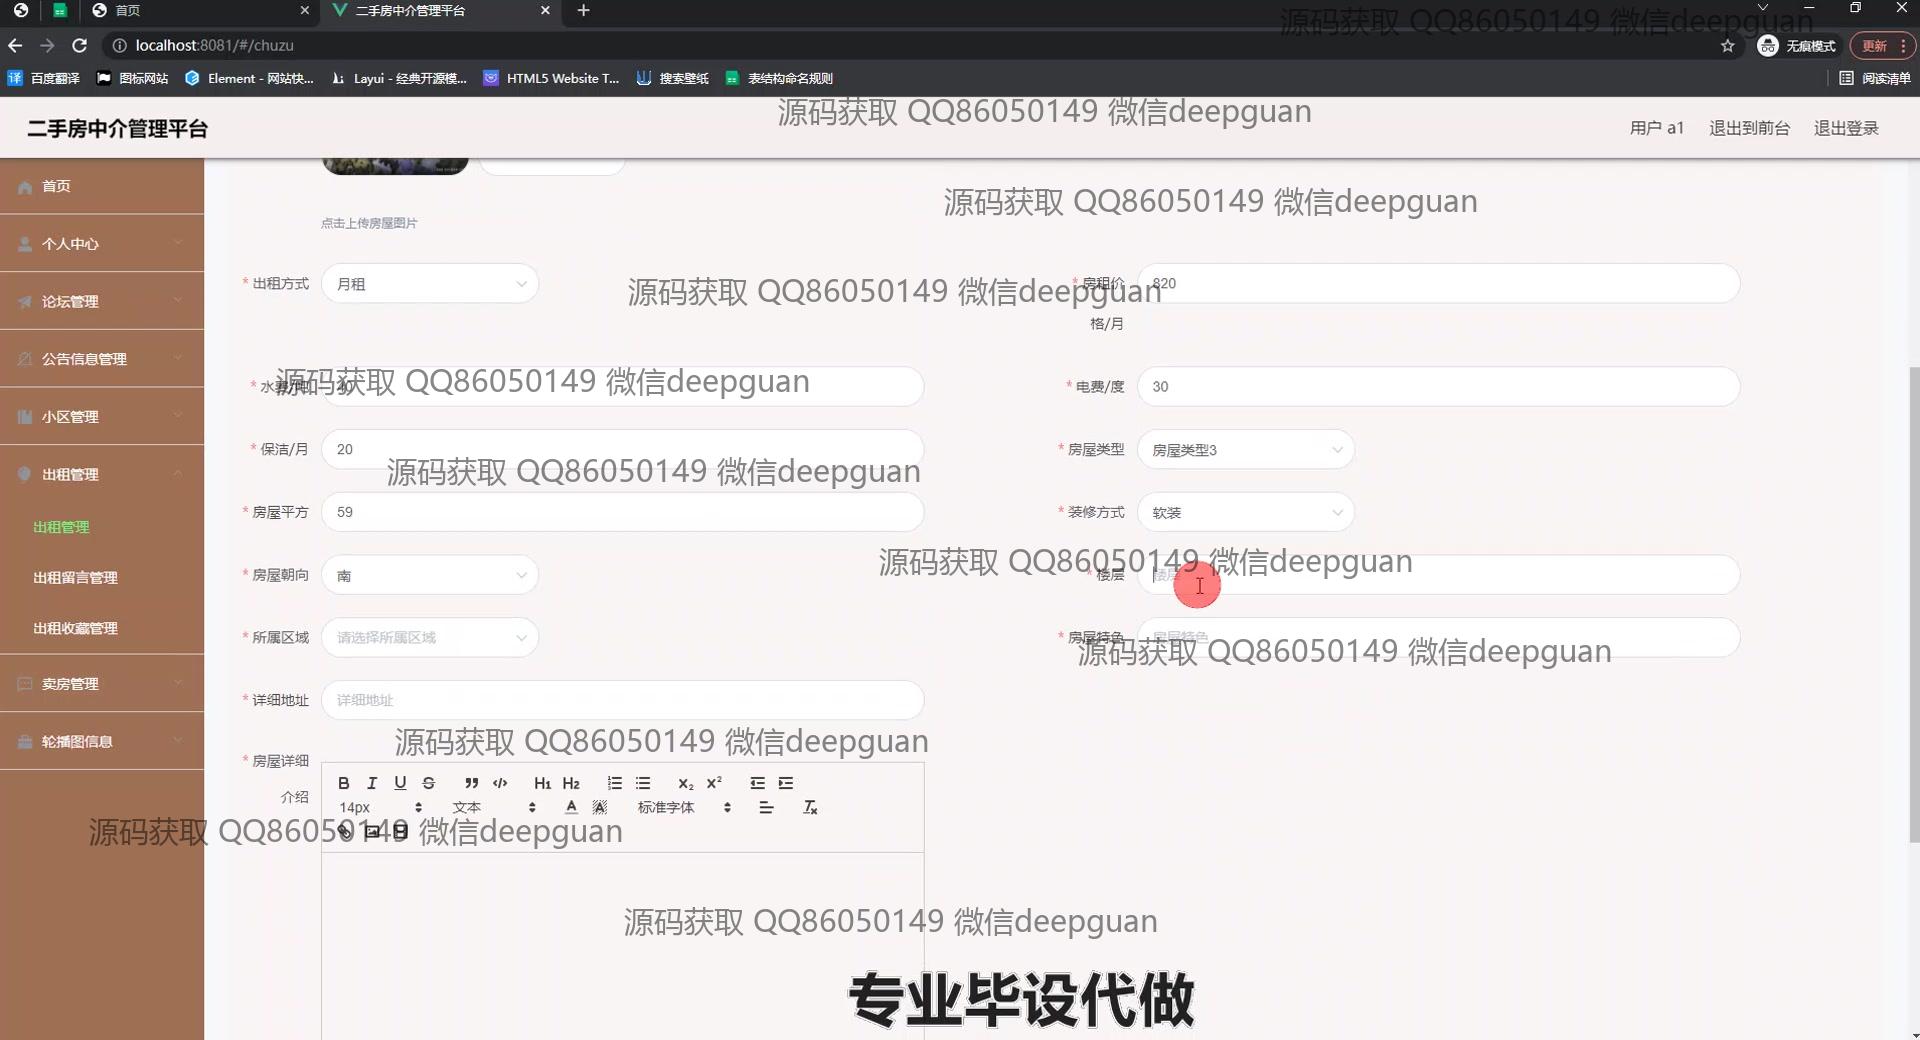 首页
二手房中介管理平台
源码获取 QQ86050149 微信deepguan
localhost:8081/#/chuzu
无痕模式
更新
百度翻译
图标网站
Element - 网站快...
Layui - 经典开源模...
HTML5 Website T...
搜索壁纸
表结构命名规则
阅读清单
源码获取 QQ86050149 微信deepguan
二手房中介管理平台
用户 a1
退出到前台
退出登录
首页
源码获取 QQ86050149 微信deepguan
点击上传房屋图片
个人中心
* 出租方式
月租
源码获取 QQ86050149 微信deepguan
* 房租价
820
格/月
论坛管理
公告信息管理
源码获取 QQ86050149 微信deepguan
* 电费/度
30
小区管理
* 保洁/月
20
* 房屋类型
房屋类型3
出租管理
源码获取 QQ86050149 微信deepguan
* 房屋平方
59
* 装修方式
软装
出租管理
源码获取 QQ86050149 微信deepguan
* 房屋朝向
南
* 楼层
楼层
出租留言管理
出租收藏管理
* 所属区域
请选择所属区域
* 房屋特色
房屋特色
源码获取 QQ86050149 微信deepguan
卖房管理
* 详细地址
详细地址
轮播图信息
源码获取 QQ86050149 微信deepguan
* 房屋详细
介绍
B I U S H1 H2 x2 x2
14px
文本
A A
标准字体
Tx
源码获取 QQ86050149 微信deepguan
源码获取 QQ86050149 微信deepguan
专业毕设代做